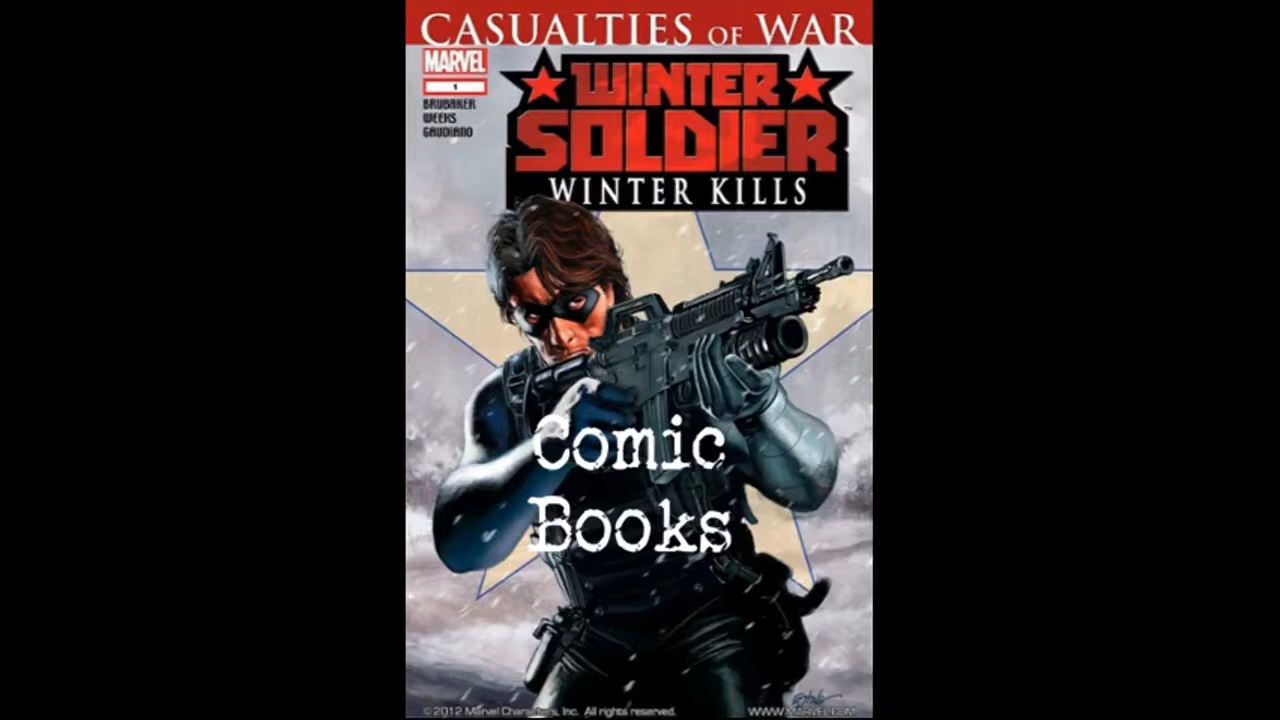 CASUALTIES OF WAR
MARVEL
1
BRUBAKER
WEEKS
GAUDIANO
WINTER
SOLDIER
™
WINTER KILLS
Comic
Books
©2012 Marvel Characters, Inc. All rights reserved.
WWW.MARVEL.COM